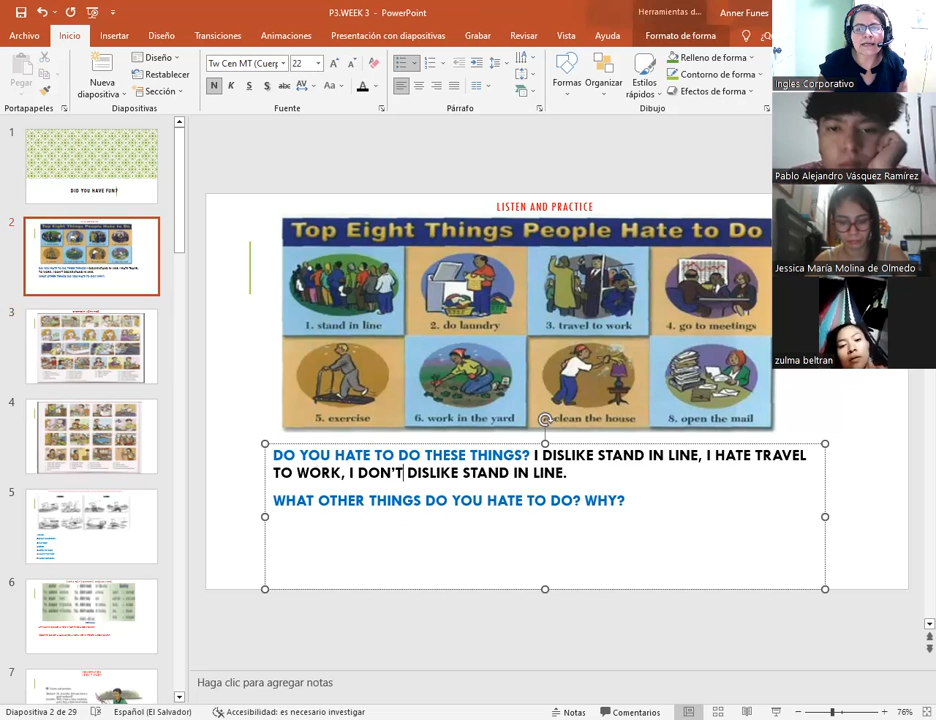 P3.WEEK 3 - PowerPoint
Herramientas d...
Anner Funes
Archivo
Inicio
Insertar
Diseño
Transiciones
Animaciones
Presentación con diapositivas
Grabar
Revisar
Vista
Ayuda
Formato de forma
Pegar
Nueva
diapositiva
Diseño
Restablecer
Sección
Tw Cen MT (Cuerp
22
N K S S abc AV Aa A
Formas
Organizar
Estilos
rápidos
Relleno de forma
Contorno de forma
Efectos de forma
Portapapeles
Diapositivas
Fuente
Párrafo
Dibujo
Ingles Corporativo
Pablo Alejandro Vásquez Ramírez
Jessica María Molina de Olmedo
zulma beltran
1
DID YOU HAVE FUN?
2
3
4
5
6
7
LISTEN AND PRACTICE
Top Eight Things People Hate to Do
1. stand in line
2. do laundry
3. travel to work
4. go to meetings
5. exercise
6. work in the yard
clean the house
8. open the mail
DO YOU HATE TO DO THESE THINGS? I DISLIKE STAND IN LINE, I HATE TRAVEL
TO WORK, I DON'T DISLIKE STAND IN LINE.
WHAT OTHER THINGS DO YOU HATE TO DO? WHY?
Haga clic para agregar notas
Diapositiva 2 de 29
Español (El Salvador)
Accesibilidad: es necesario investigar
Notas
Comentarios
76%